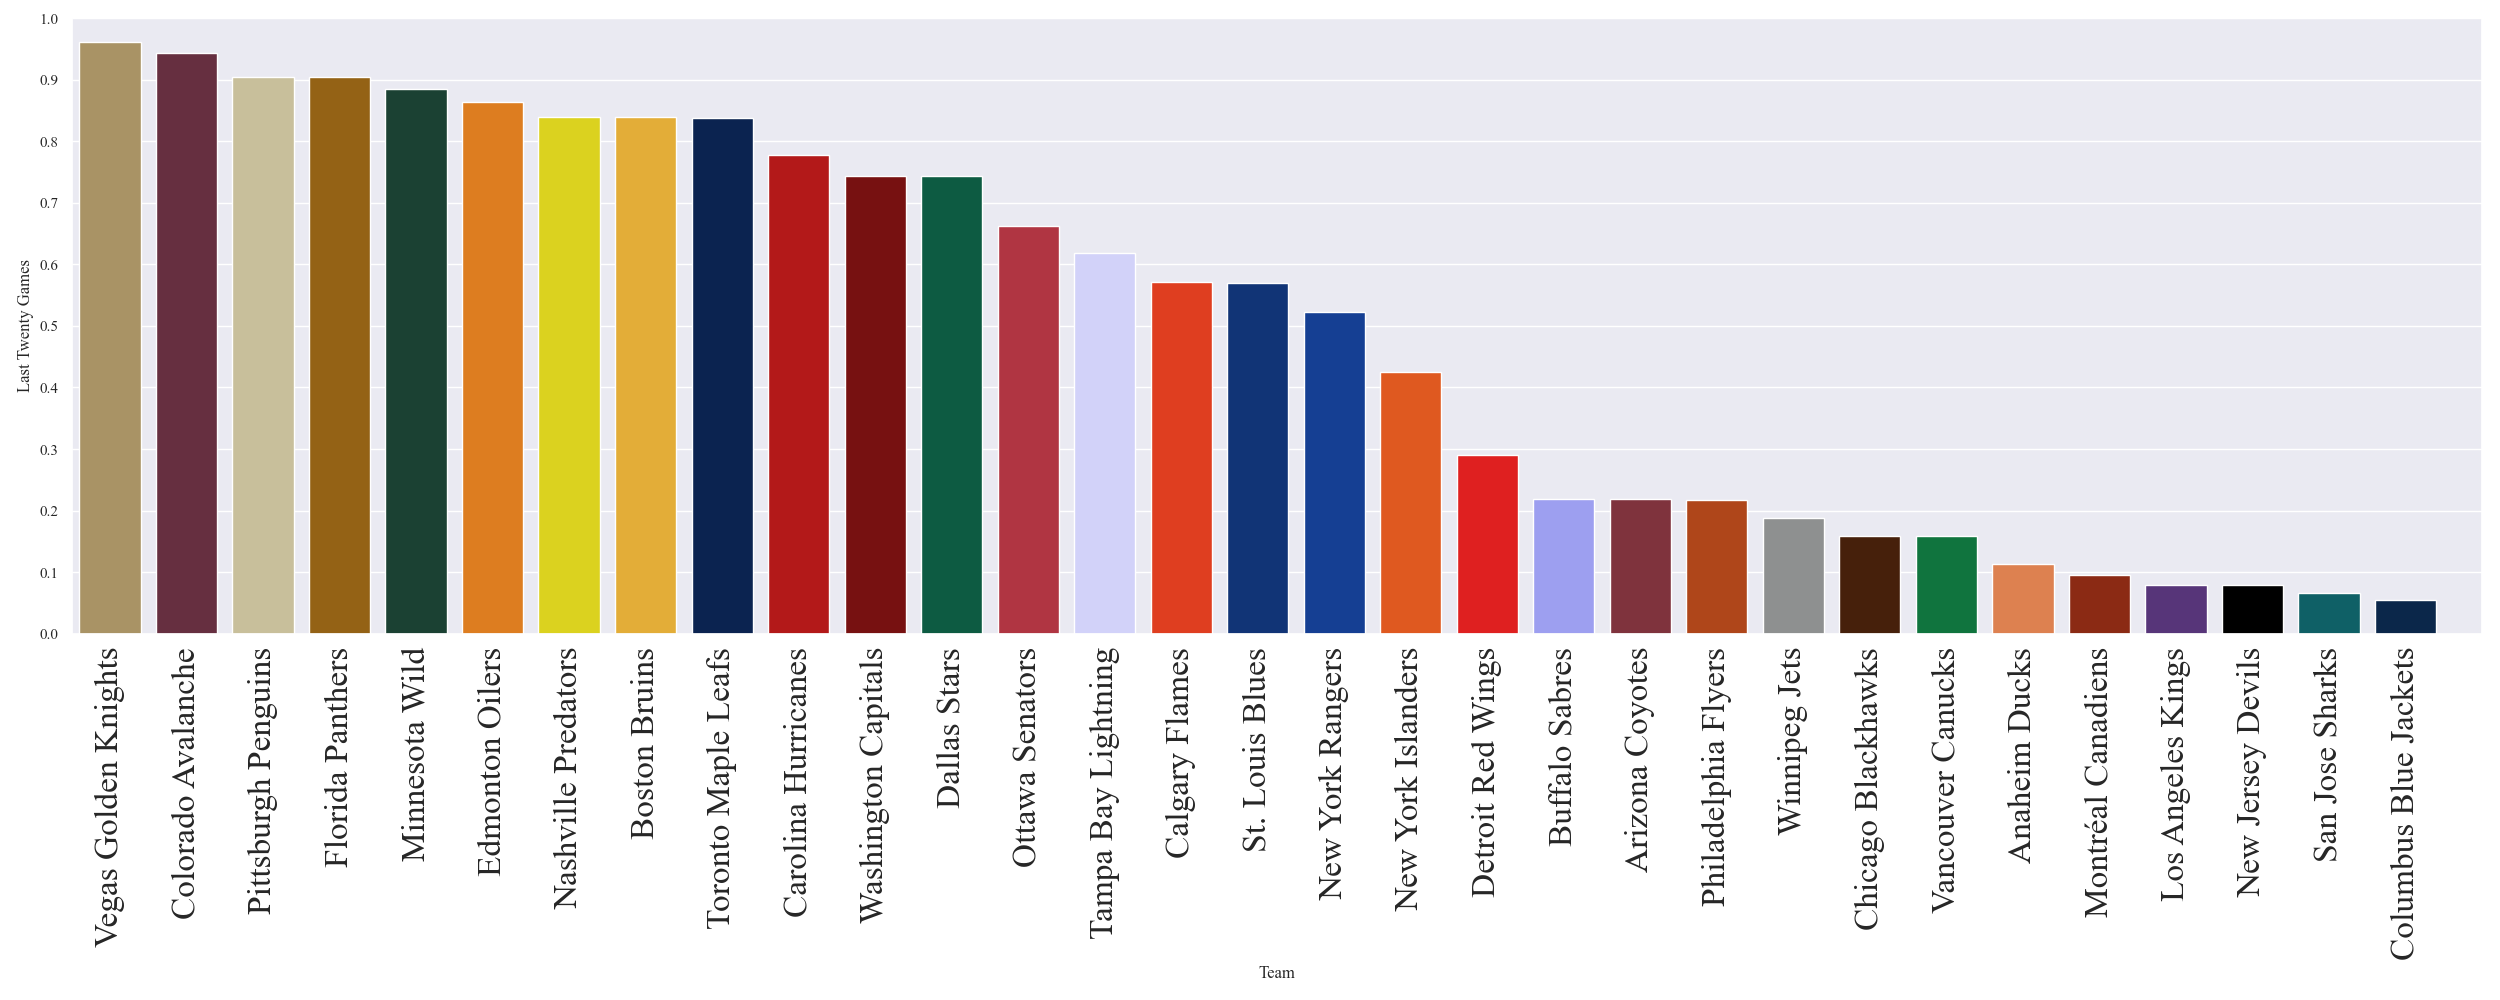 1.0
0.9
0.8
0.7
0.6
0.5
0.4
0.3
0.2
0.1
0.0
Last Twenty Games
Vegas Golden Knights
Colorado Avalanche
Pittsburgh Penguins
Florida Panthers
Minnesota Wild
Edmonton Oilers
Nashville Predators
Boston Bruins
Toronto Maple Leafs
Carolina Hurricanes
Washington Capitals
Dallas Stars
Ottawa Senators
Tampa Bay Lightning
Calgary Flames
St. Louis Blues
New York Rangers
New York Islanders
Detroit Red Wings
Buffalo Sabres
Arizona Coyotes
Philadelphia Flyers
Winnipeg Jets
Chicago Blackhawks
Vancouver Canucks
Anaheim Ducks
Montréal Canadiens
Los Angeles Kings
New Jersey Devils
San Jose Sharks
Columbus Blue Jackets
Team